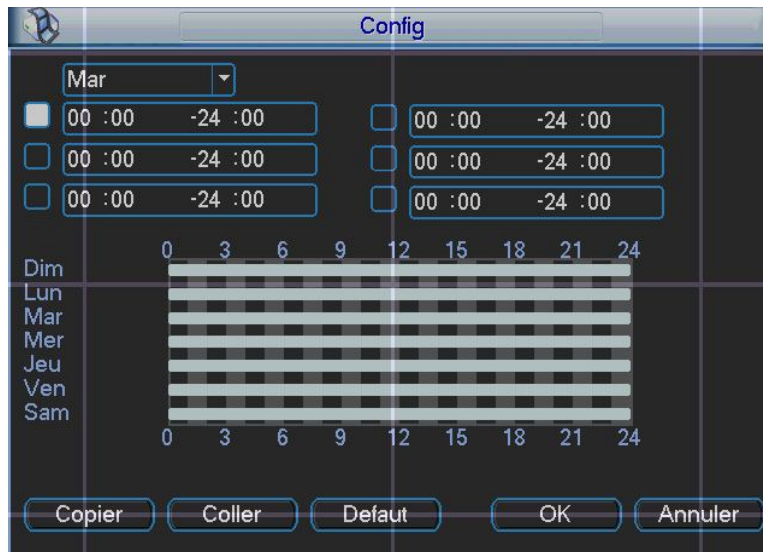 Config
Mar
00 :00 -24 :00 00 :00 -24 :00
00 :00 -24 :00 00 :00 -24 :00
00 :00 -24 :00 00 :00 -24 :00
0 3 6 9 12 15 18 21 24
Dim
Lun
Mar
Mer
Jeu
Ven
Sam
0 3 6 9 12 15 18 21 24
Copier Coller Defaut OK Annuler